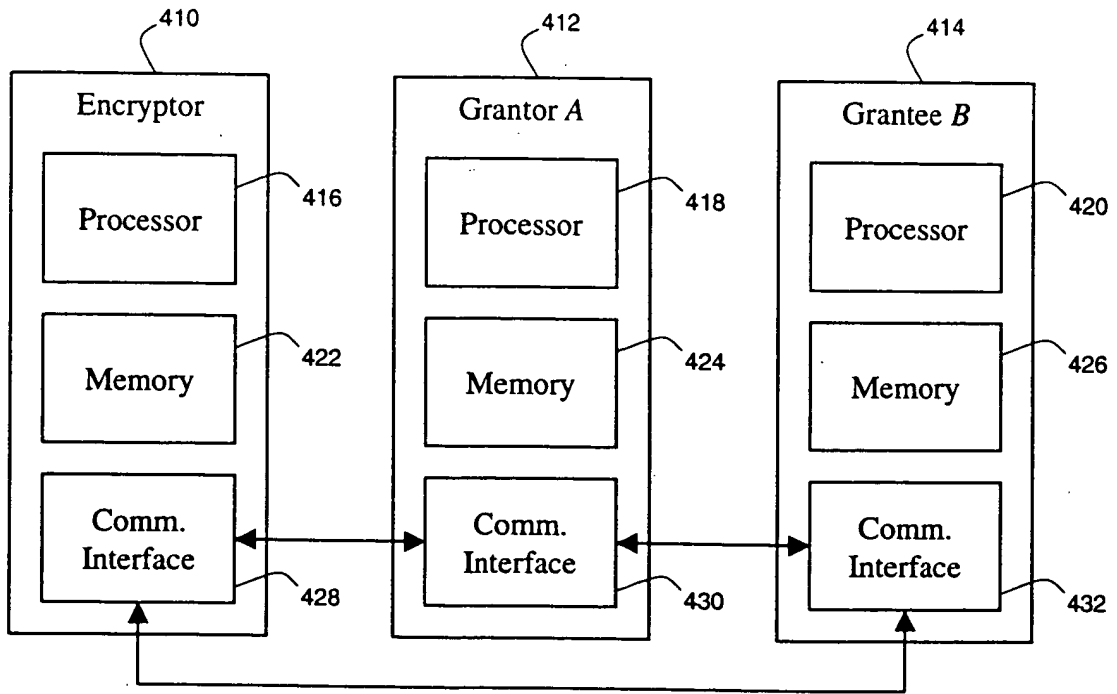 410
412
414
Encryptor
Grantor A
Grantee B
Processor
416
Processor
418
Processor
420
Memory
422
Memory
424
Memory
426
Comm.
Interface
428
Comm.
Interface
430
Comm.
Interface
432